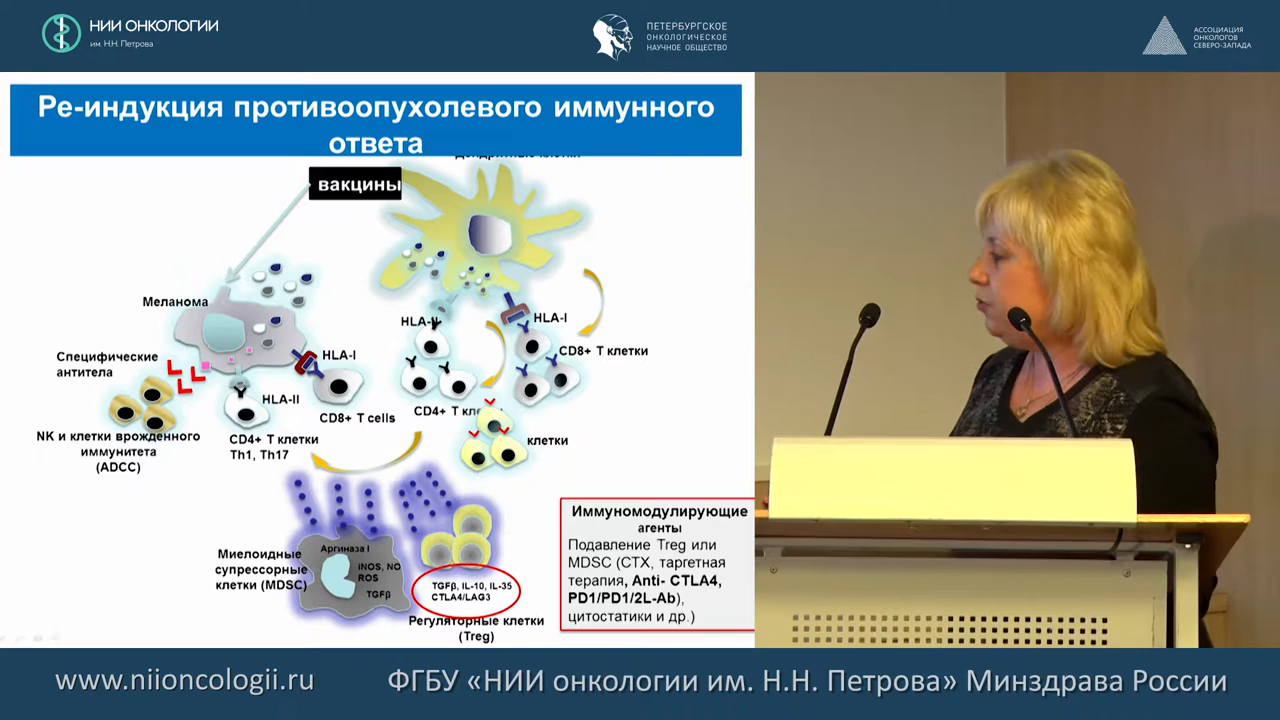 НИИ ОНКОЛОГИИ
им. Н.Н. Петрова
ПЕТЕРБУРГСКОЕ
ОНКОЛОГИЧЕСКОЕ
НАУЧНОЕ ОБЩЕСТВО
АССОЦИАЦИЯ
ОНКОЛОГОВ
СЕВЕРО-ЗАПАДА
Ре-индукция противоопухолевого иммунного
ответа
вакцины
Меланома
HLA-II
HLA-I
CD8+ T клетки
Специфические
антитела
HLA-I
HLA-II
CD8+ T cells
CD4+ T
клетки
NK и клетки врожденного
иммунитета
(ADCC)
CD4+ T клетки
Th1, Th17
Миелоидные
супрессорные
клетки (MDSC)
Аргиназа I
iNOS, NO
ROS
TGFβ
TGFβ, IL-10, IL-35
CTLA4/LAG3
Регуляторные клетки
(Treg)
Иммуномодулирующие
агенты
Подавление Treg или
MDSC (CTX, таргетная
терапия, Anti- CTLA4,
PD1/PD1/2L-Ab),
цитостатики и др.)
www.niioncologii.ru
ФГБУ «НИИ онкологии им. Н.Н. Петрова» Минздрава России